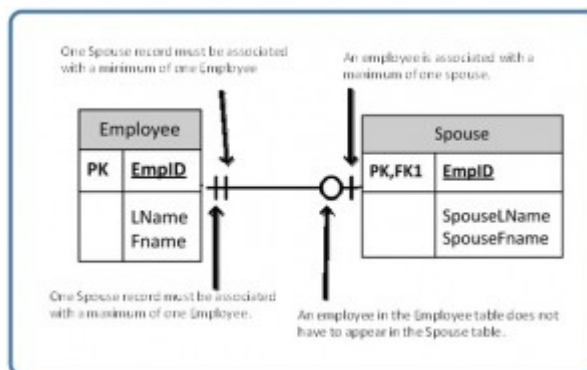 One Spouse record must be associated
with a minimum of one Employee
An employee is associated with a
maximum of one spouse.
Employee
PK EmpID
LName
Fname
Spouse
PK,FK1 EmpID
SpouseLName
SpouseFname
One Spouse record must be associated
with a maximum of one Employee.
An employee in the Employee table does not
have to appear in the Spouse table.